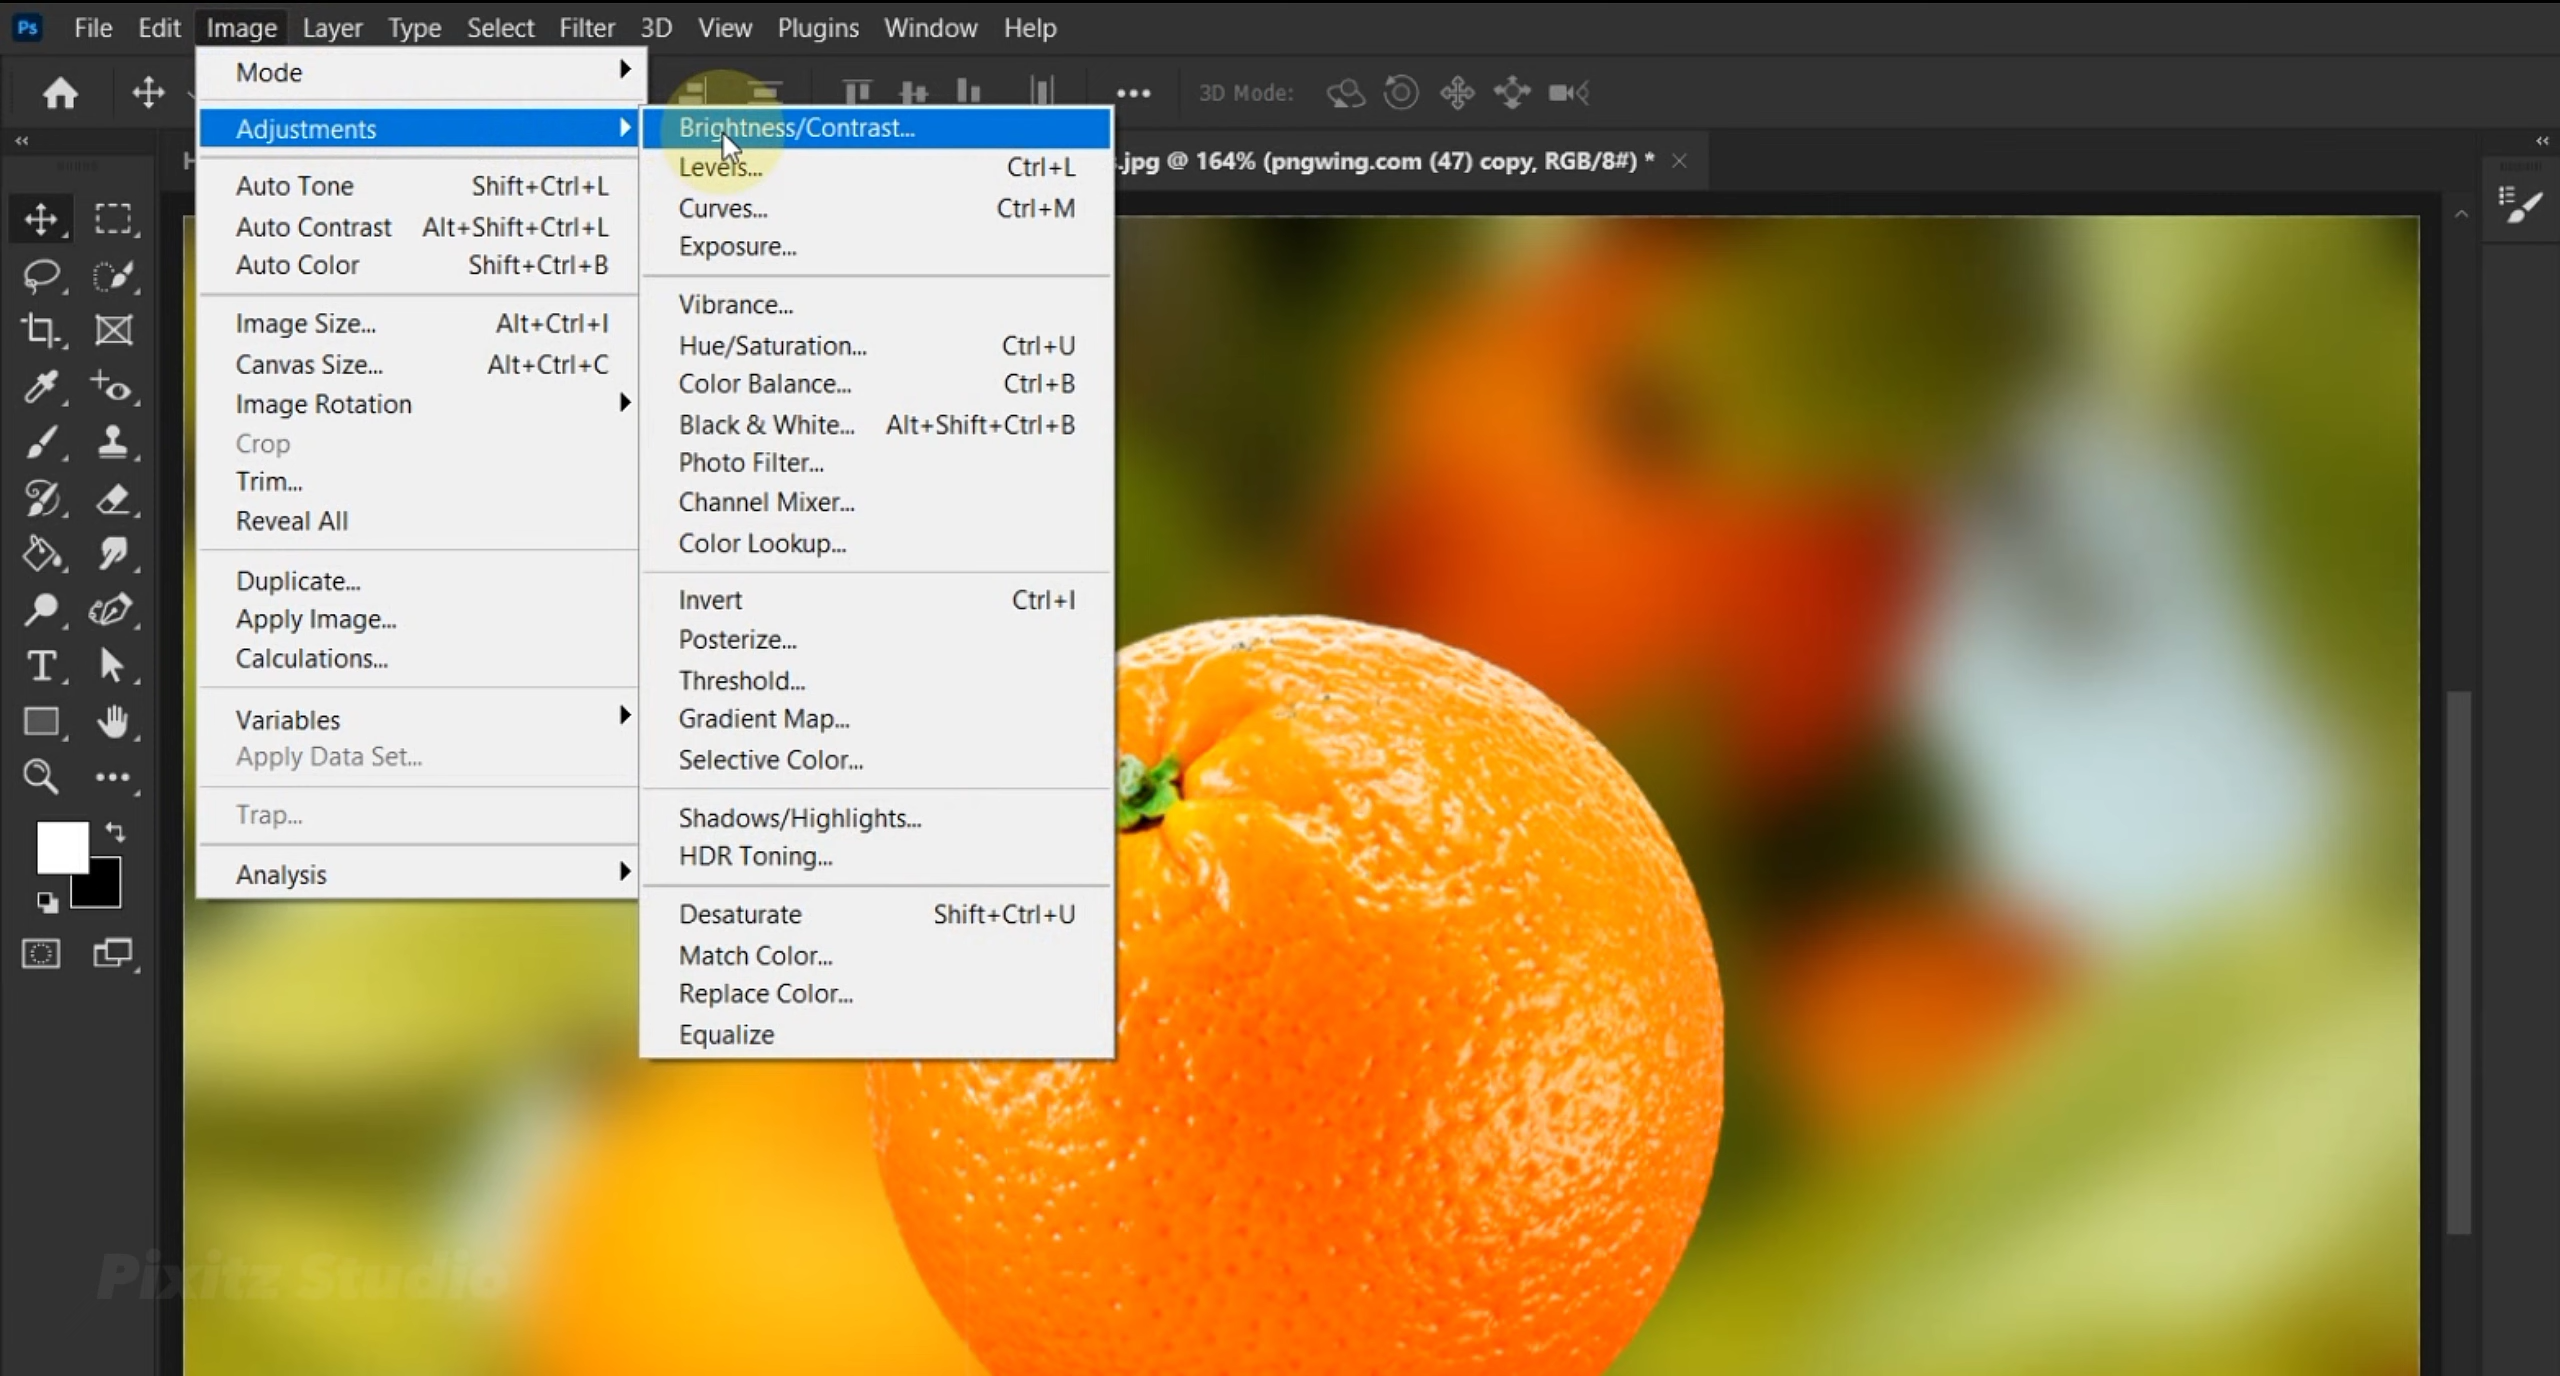 Ps File Edit Image Layer Type Select Filter 3D View Plugins Window Help
3D Mode:
.jpg @ 164% (pngwing.com (47) copy, RGB/8#) *
Mode
Adjustments
Auto Tone Shift+Ctrl+L
Auto Contrast Alt+Shift+Ctrl+L
Auto Color Shift+Ctrl+B
Image Size... Alt+Ctrl+I
Canvas Size... Alt+Ctrl+C
Image Rotation
Crop
Trim...
Reveal All
Duplicate...
Apply Image...
Calculations...
Variables
Apply Data Set...
Trap...
Analysis
Brightness/Contrast...
Levels... Ctrl+L
Curves... Ctrl+M
Exposure...
Vibrance...
Hue/Saturation... Ctrl+U
Color Balance... Ctrl+B
Black & White... Alt+Shift+Ctrl+B
Photo Filter...
Channel Mixer...
Color Lookup...
Invert Ctrl+I
Posterize...
Threshold...
Gradient Map...
Selective Color...
Shadows/Highlights...
HDR Toning...
Desaturate Shift+Ctrl+U
Match Color...
Replace Color...
Equalize
Pixitz Studio